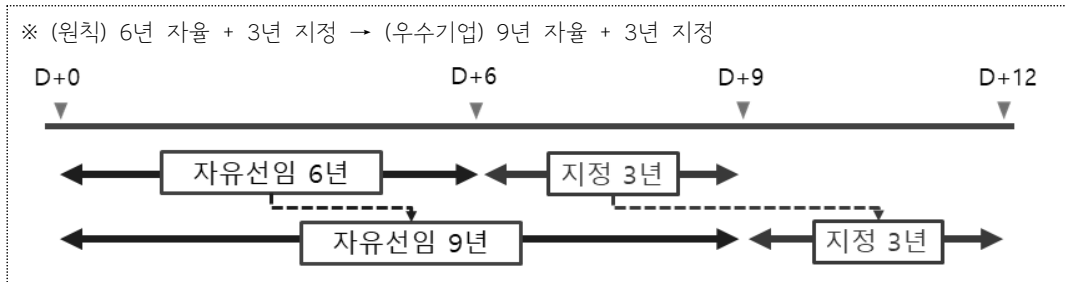 ※ (원칙) 6년 자율 + 3년 지정 → (우수기업) 9년 자율 + 3년 지정
D+0 D+6 D+9 D+12
자유선임 6년 지정 3년
자유선임 9년 지정 3년